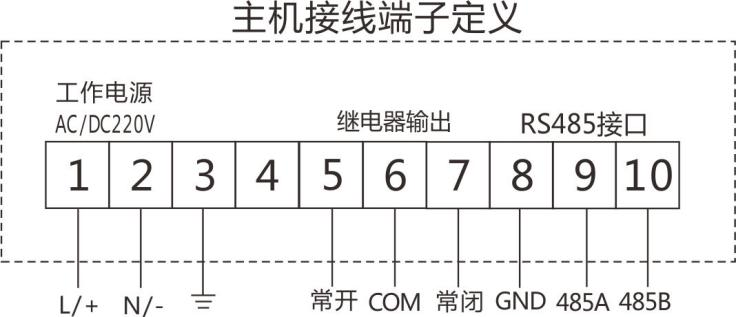 主机接线端子定义
工作电源
AC/DC220V
继电器输出
RS485接口
1 2 3 4 5 6 7 8 9 10
L/+ N/- 常开 COM 常闭 GND 485A 485B